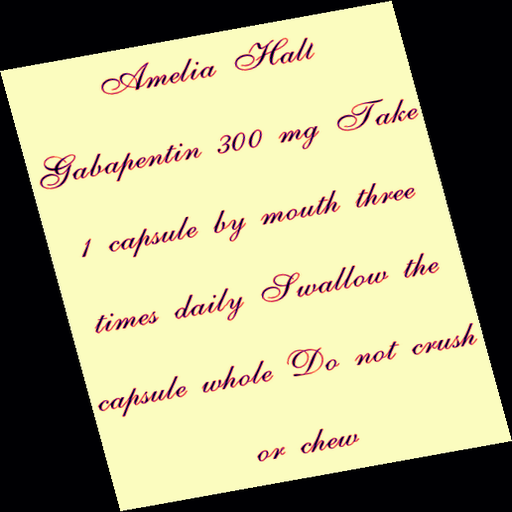 Amelia Halt
Gabapentin 300 mg Take
1 capsule by mouth three
times daily Swallow the
capsule whole Do not crush
or chew